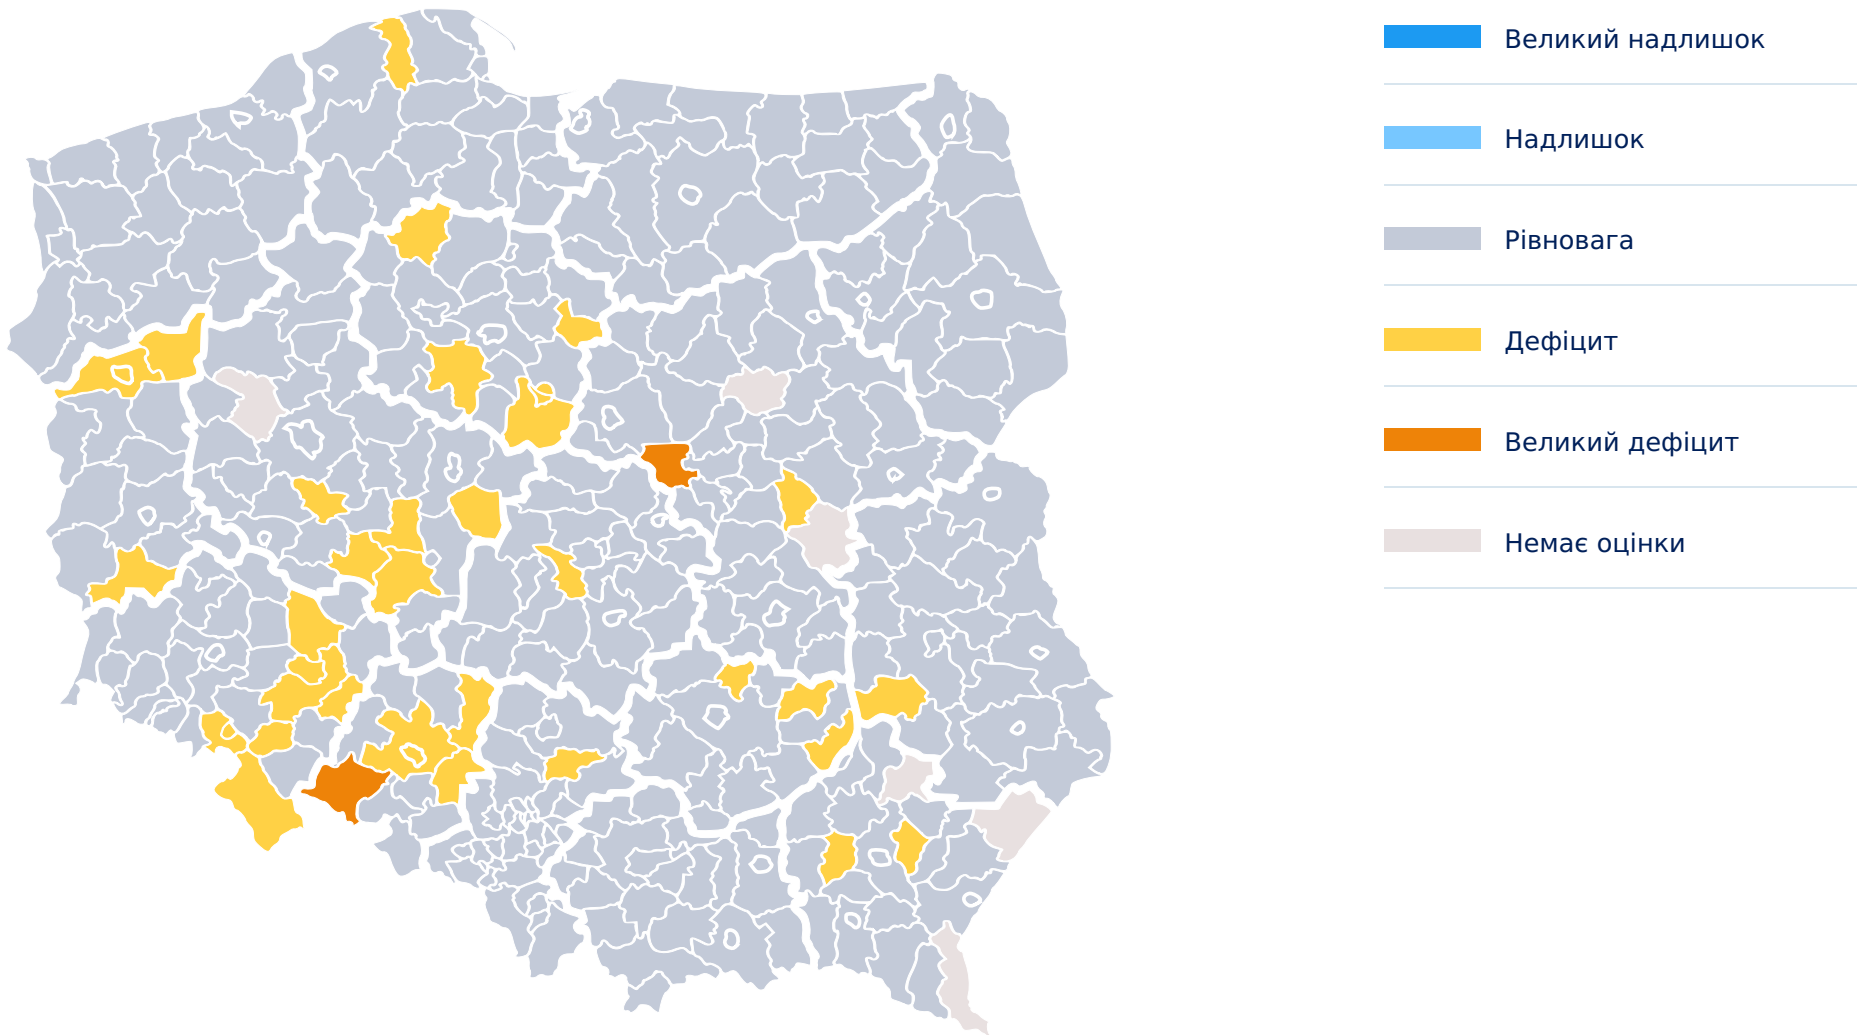 Великий надлишок
Надлишок
Рівновага
Дефіцит
Великий дефіцит
Немає оцінки